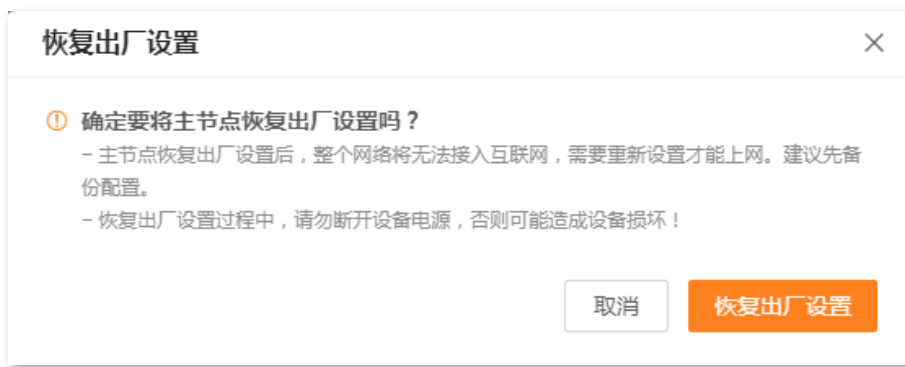 恢复出厂设置
确定要将主节点恢复出厂设置吗？
- 主节点恢复出厂设置后，整个网络将无法接入互联网，需要重新设置才能上网。建议先备
份配置。
- 恢复出厂设置过程中，请勿断开设备电源，否则可能造成设备损坏！
取消
恢复出厂设置